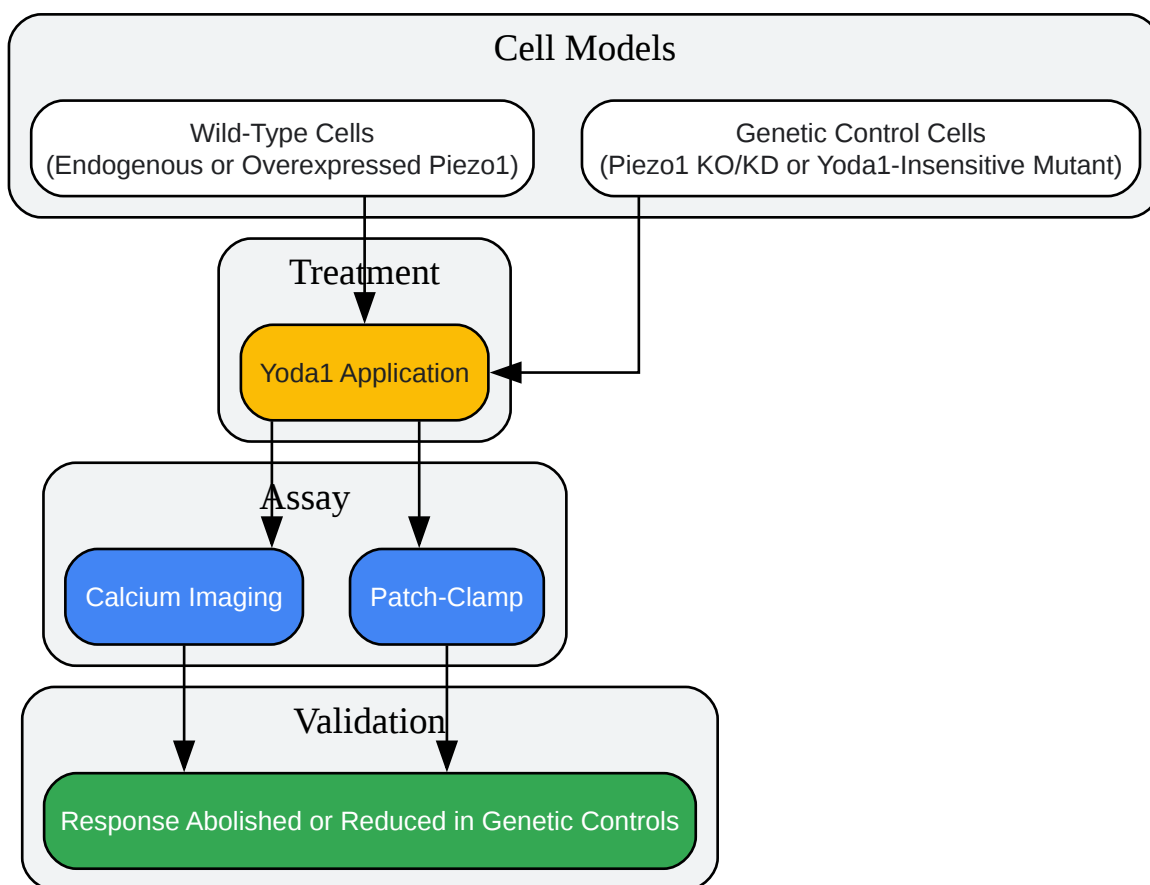 Cell Models
Wild-Type Cells
(Endogenous or Overexpressed Piezo1)
Genetic Control Cells
(Piezo1 KO/KD or Yoda1-Insensitive Mutant)
Treatment
Yoda1 Application
Assay
Calcium Imaging
Patch-Clamp
Validation
Response Abolished or Reduced in Genetic Controls